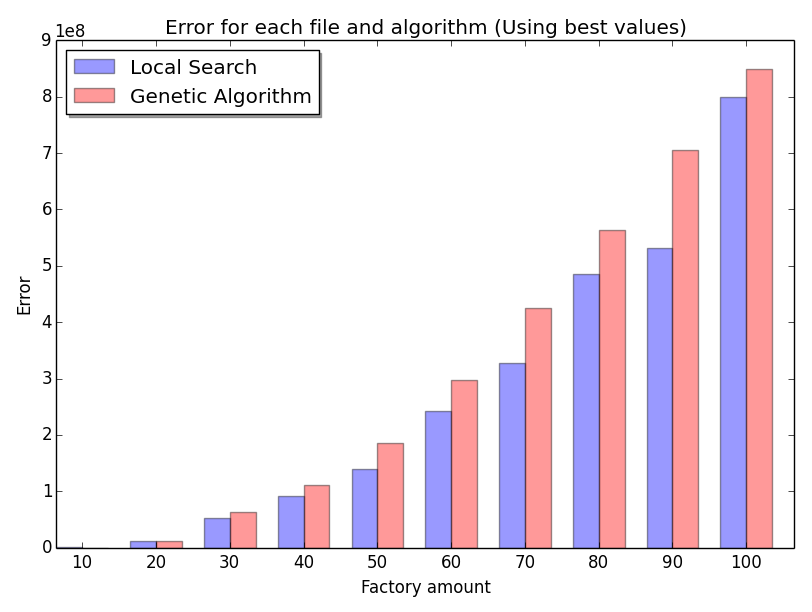 Error for each file and algorithm (Using best values)
1e8
Local Search
Genetic Algorithm
9
8
7
6
5
4
3
2
1
0
Error
10 20 30 40 50 60 70 80 90 100
Factory amount